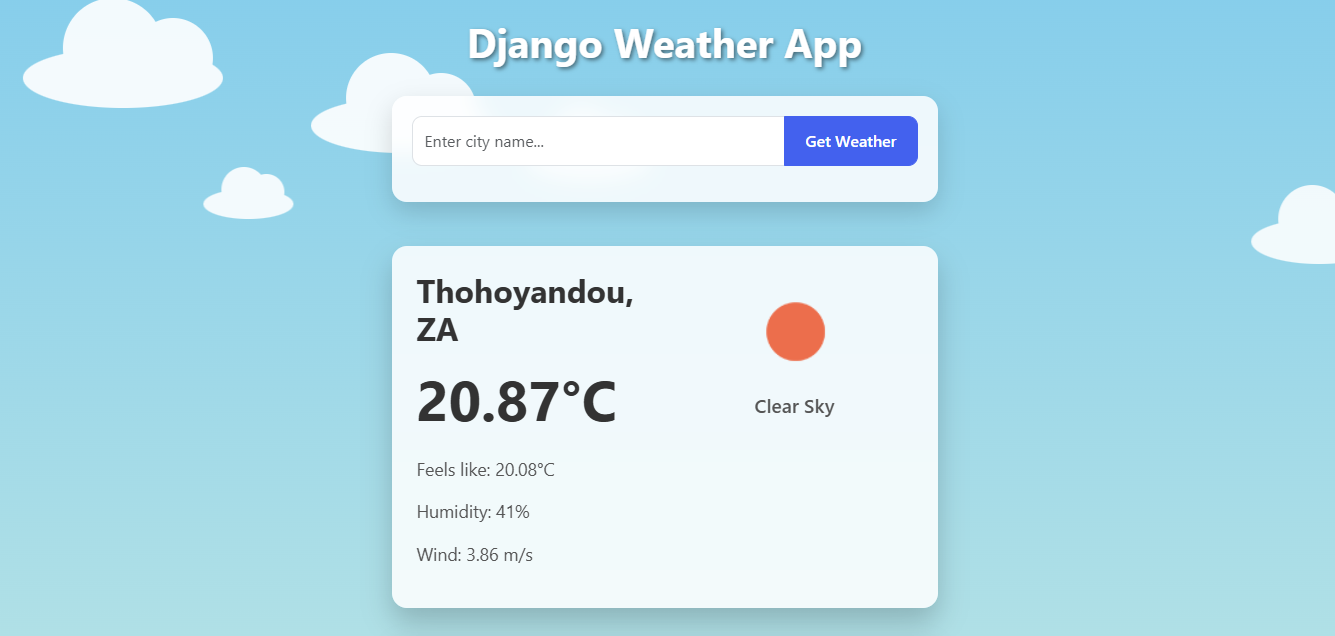 Django Weather App
Enter city name...
Get Weather
Thohoyandou,
ZA
20.87°C
Clear Sky
Feels like: 20.08°C
Humidity: 41%
Wind: 3.86 m/s